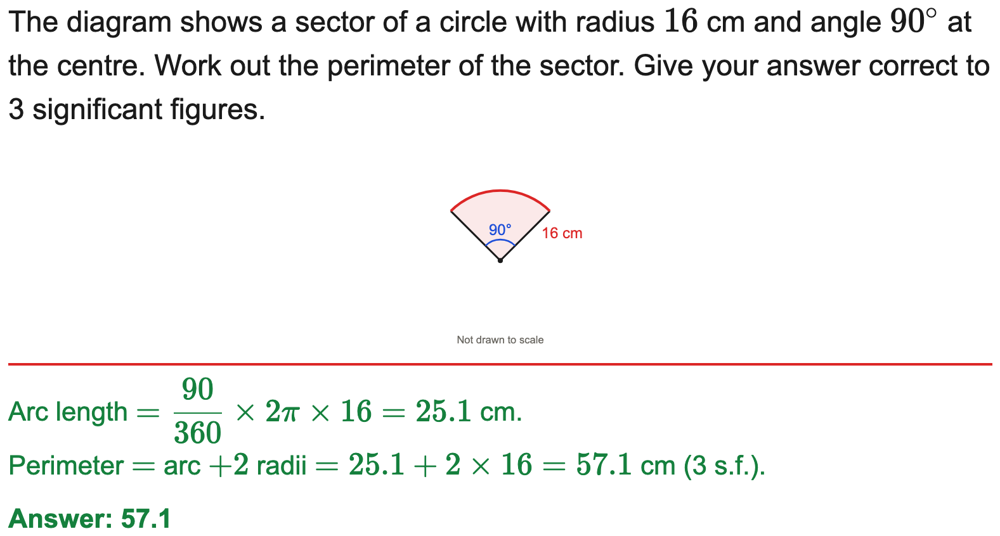 The diagram shows a sector of a circle with radius 16 cm and angle 90° at
the centre. Work out the perimeter of the sector. Give your answer correct to
3 significant figures.
90°
16 cm
Not drawn to scale
Arc length = 90/360 × 2π × 16 = 25.1 cm.
Perimeter = arc +2 radii = 25.1 + 2 × 16 = 57.1 cm (3 s.f.).
Answer: 57.1